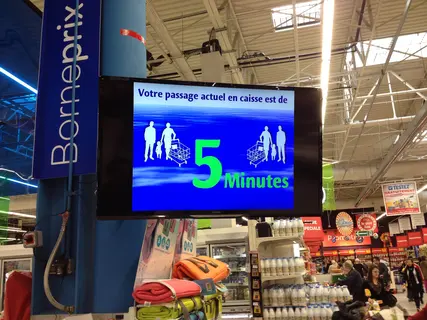 Borneprix
Votre passage actuel en caisse est de
5
Minutes